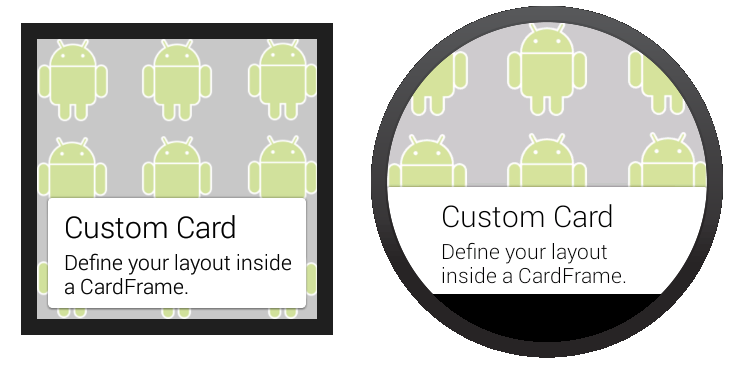 Custom Card
Define your layout inside
a CardFrame.
Custom Card
Define your layout
inside a CardFrame.